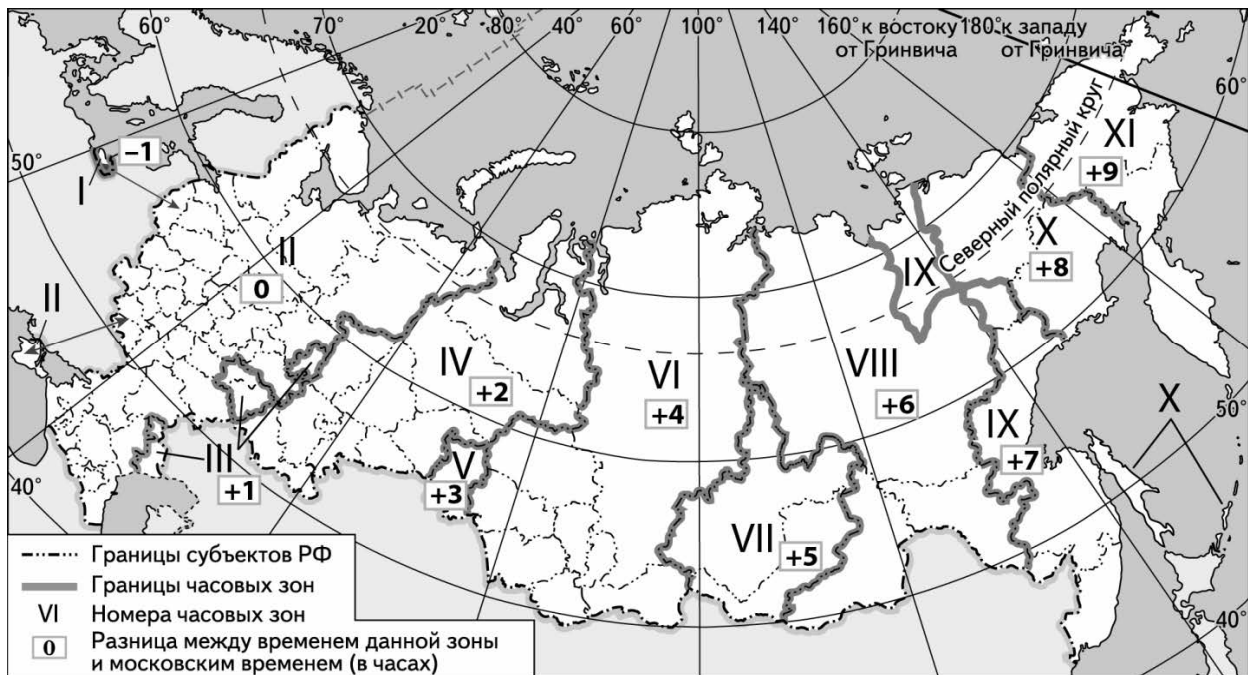 60°
70°
20°
80°
40°
100°
140°
160°
к востоку
от Гринвича
180°
к западу
от Гринвича
60°
50°
–1
I
Северный полярный круг
XI
+9
II
0
X
+8
IX
II
IV
+2
VI
+4
VIII
+6
X
50°
IX
+7
III
+1
V
+3
40°
VII
+5
40°
Границы субъектов РФ
Границы часовых зон
VI Номера часовых зон
0 Разница между временем данной зоны
и московским временем (в часах)